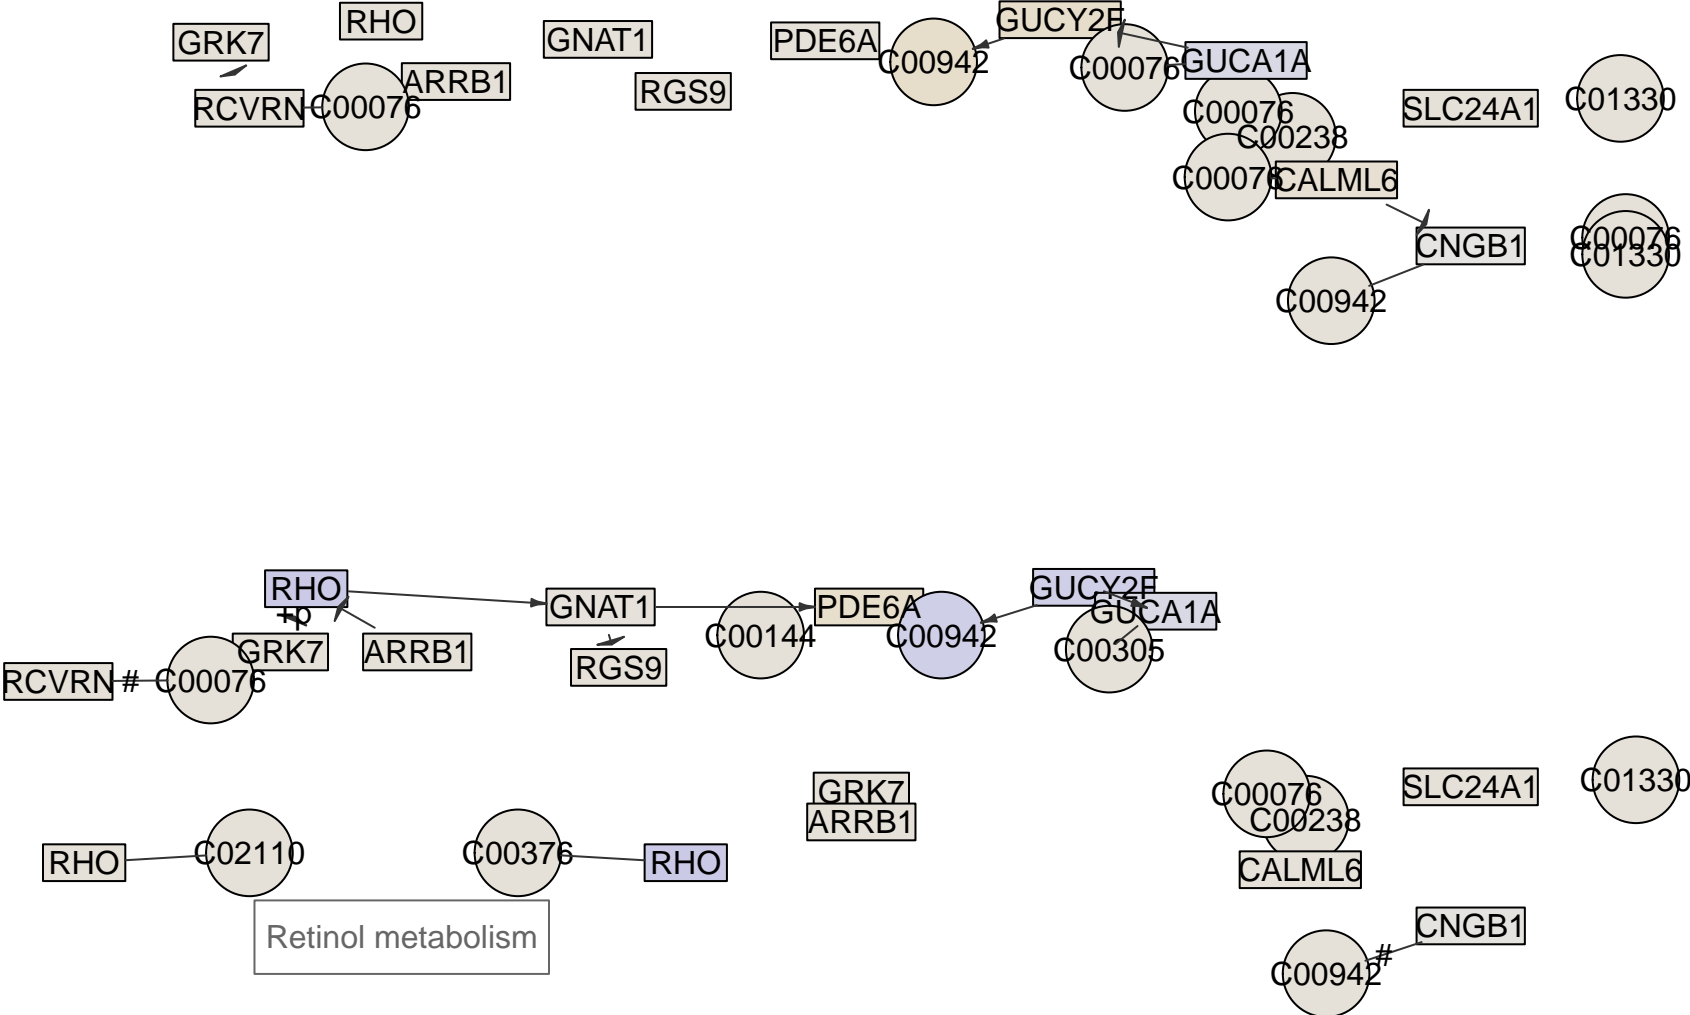 RHO
GUCY2F
GRK7
GNAT1
PDE6A
C00942
C00076
GUCA1A
ARRB1
RGS9
RCVRN
C00076
C00076
C00238
SLC24A1
C01330
C00076
CALML6
CNGB1
C00076
C01330
C00942
RHO
+p
GNAT1
PDE6A
GUCY2F
GUCA1A
C00144
C00942
C00305
GRK7
ARRB1
RGS9
RCVRN
#
C00076
GRK7
ARRB1
C00076
C00238
SLC24A1
C01330
RHO
C02110
C00376
RHO
CALML6
Retinol metabolism
CNGB1
#
C00942